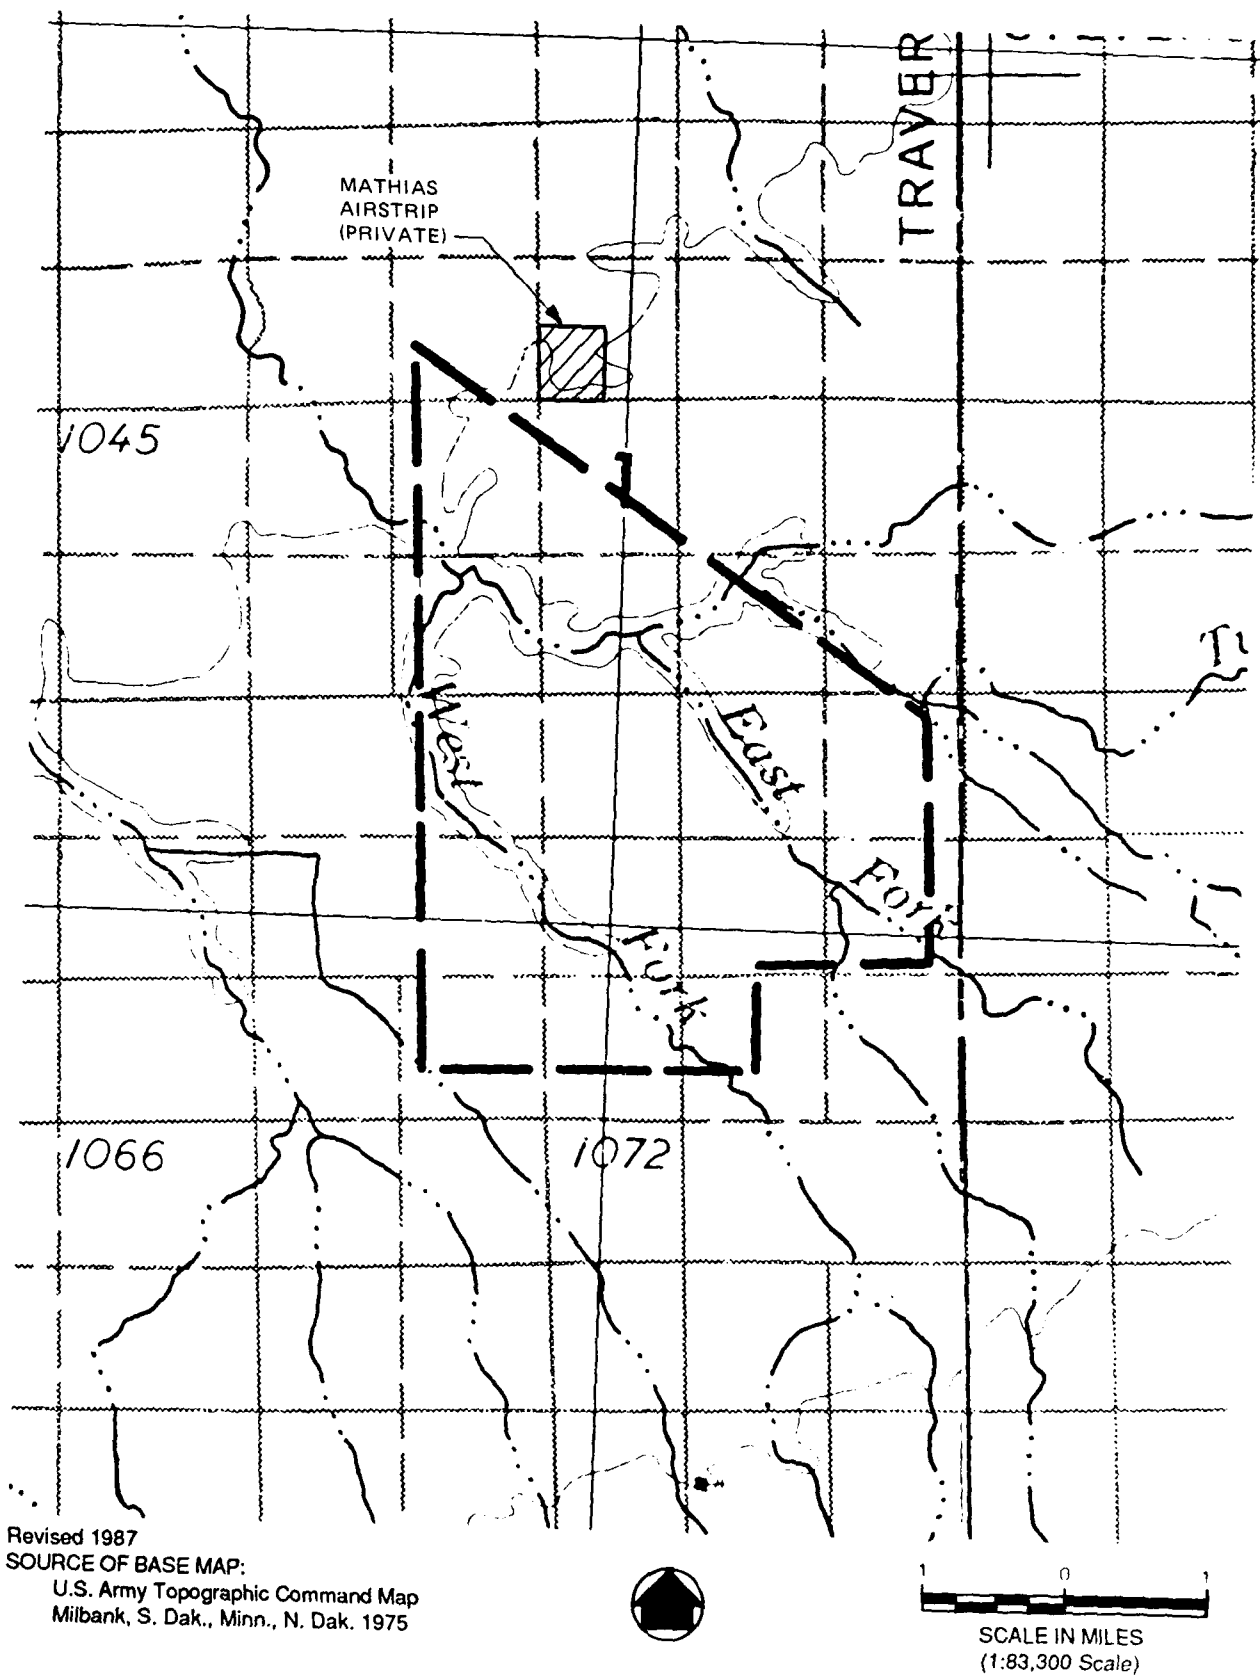 TRAVER
MATHIAS
AIRSTRIP
(PRIVATE)
1045
West
East
Fork
Fork
1066
1072
Revised 1987
SOURCE OF BASE MAP:
U.S. Army Topographic Command Map
Milbank, S. Dak., Minn., N. Dak. 1975
1 0 1
SCALE IN MILES
(1:83,300 Scale)